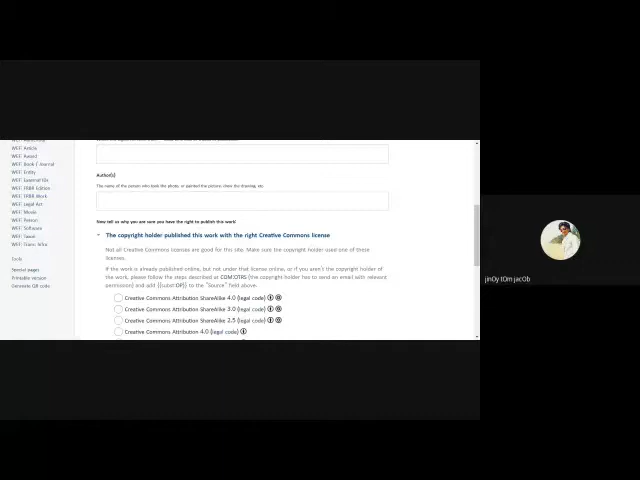 WEF: Article
WEF: Award
WEF: Book / Journal
WEF: Entity
WEF: External IDs
WEF: FRBR Edition
WEF: FRBR Work
WEF: Legal Act
WEF: Movie
WEF: Person
WEF: Software
WEF: Taxon
WEF: Trans. Infra
Tools
Special pages
Printable version
Generate QR code
Author(s)
The name of the person who took the photo, or painted the picture, drew the drawing, etc.
Now tell us why you are sure you have the right to publish this work:
The copyright holder published this work with the right Creative Commons license
Not all Creative Commons licenses are good for this site. Make sure the copyright holder used one of these
licenses.
If the work is already published online, but not under that license online, or if you aren't the copyright holder of
the work, please follow the steps described at COM:OTRS (the copyright holder has to send an email with relevant
permission) and add {{subst:OP}} to the "Source" field above.
Creative Commons Attribution ShareAlike 4.0 (legal code)
Creative Commons Attribution ShareAlike 3.0 (legal code)
Creative Commons Attribution ShareAlike 2.5 (legal code)
Creative Commons Attribution 4.0 (legal code)
jin0y t0m jacOb